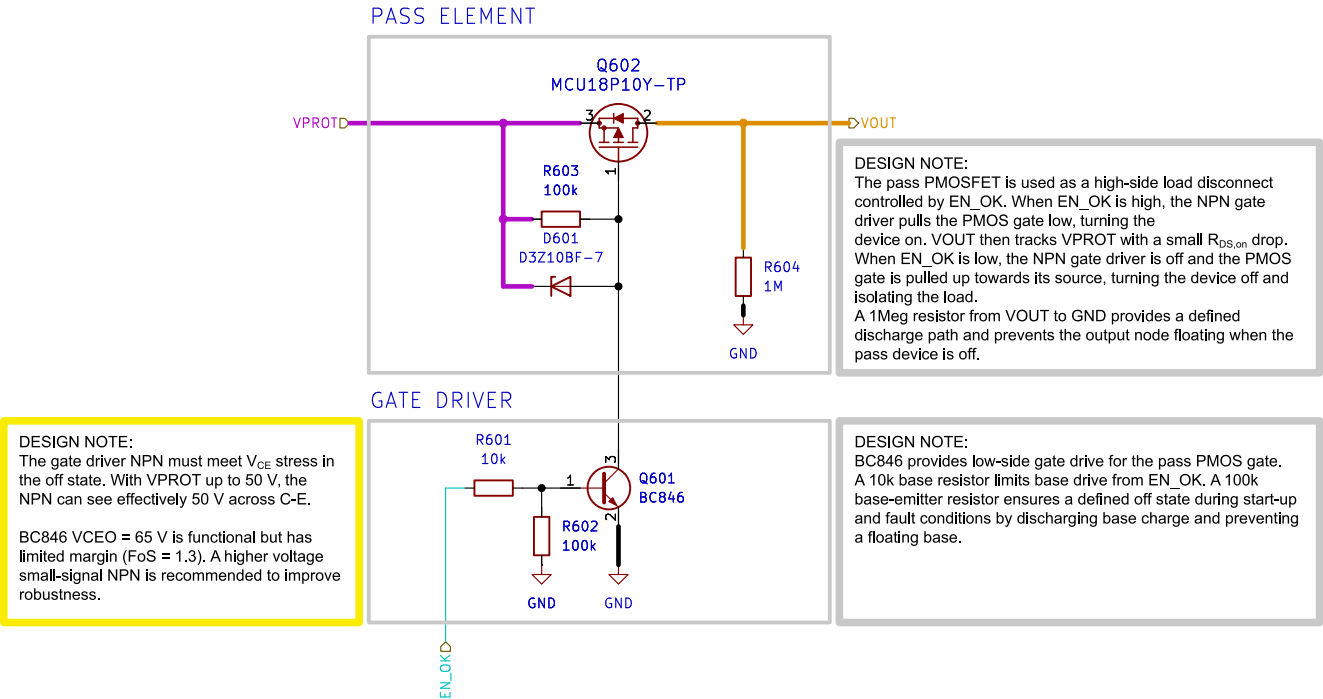 PASS ELEMENT
Q602
MCU18P10Y-TP
VPROT
3
2
VOUT
1
R603
100k
D601
D3Z10BF-7
R604
1M
GND
DESIGN NOTE:
The pass PMOSFET is used as a high-side load disconnect
controlled by EN_OK. When EN_OK is high, the NPN gate
driver pulls the PMOS gate low, turning the
device on. VOUT then tracks VPROT with a small RDS,on drop.
When EN_OK is low, the NPN gate driver is off and the PMOS
gate is pulled up towards its source, turning the device off and
isolating the load.
A 1Meg resistor from VOUT to GND provides a defined
discharge path and prevents the output node floating when the
pass device is off.
GATE DRIVER
DESIGN NOTE:
The gate driver NPN must meet VCE stress in
the off state. With VPROT up to 50 V, the
NPN can see effectively 50 V across C-E.
BC846 VCEO = 65 V is functional but has
limited margin (FoS = 1.3). A higher voltage
small-signal NPN is recommended to improve
robustness.
R601
10k
1
3
Q601
BC846
2
R602
100k
GND
GND
EN_OK
DESIGN NOTE:
BC846 provides low-side gate drive for the pass PMOS gate.
A 10k base resistor limits base drive from EN_OK. A 100k
base-emitter resistor ensures a defined off state during start-up
and fault conditions by discharging base charge and preventing
a floating base.